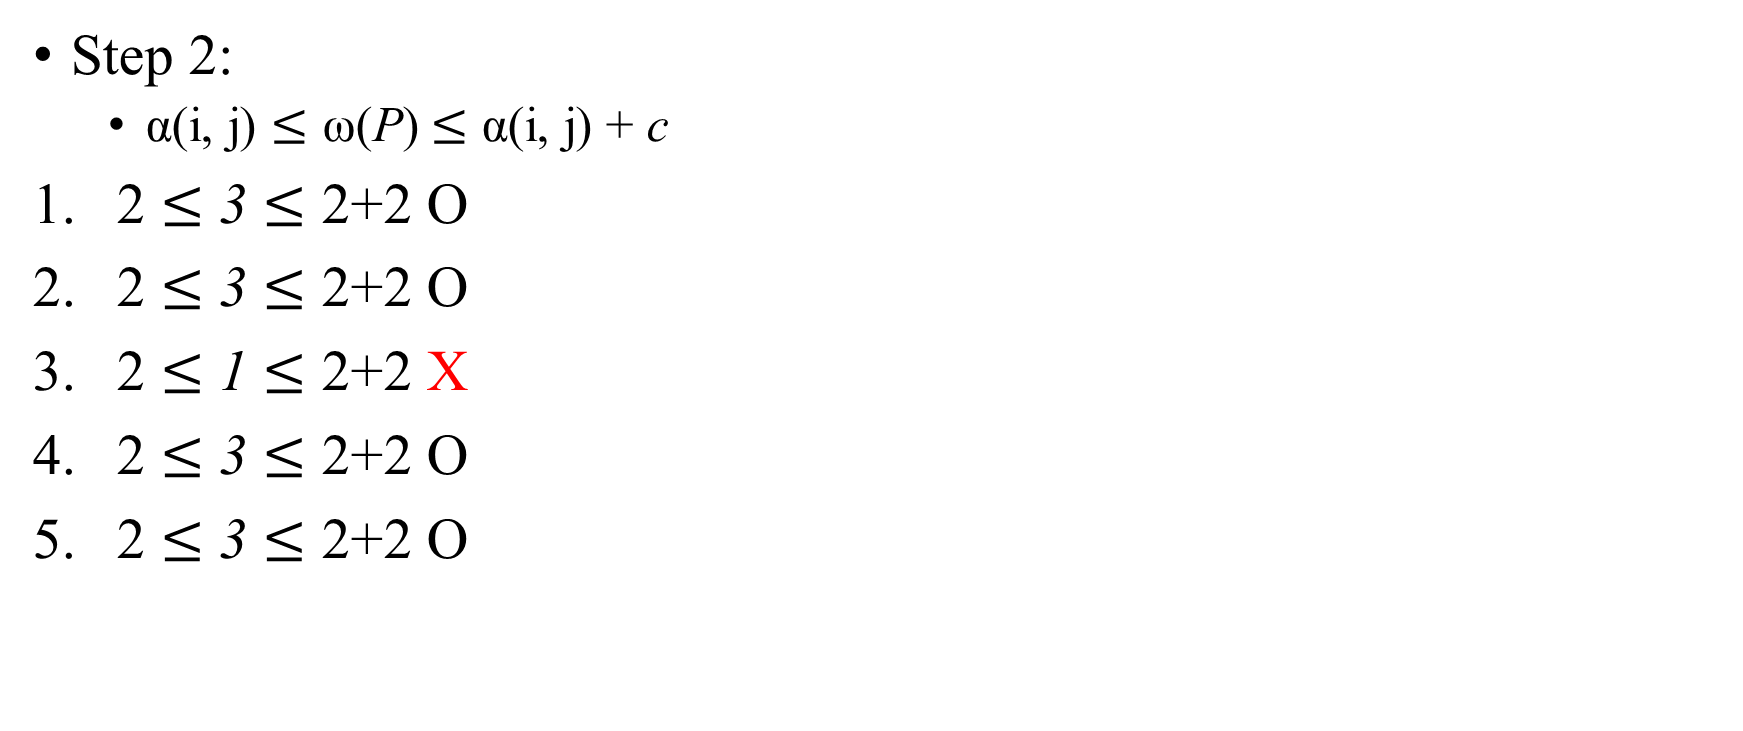 • Step 2:
• α(i, j) ≤ ω(P) ≤ α(i, j) + c
1. 2 ≤ 3 ≤ 2+2 O
2. 2 ≤ 3 ≤ 2+2 O
3. 2 ≤ 1 ≤ 2+2 X
4. 2 ≤ 3 ≤ 2+2 O
5. 2 ≤ 3 ≤ 2+2 O